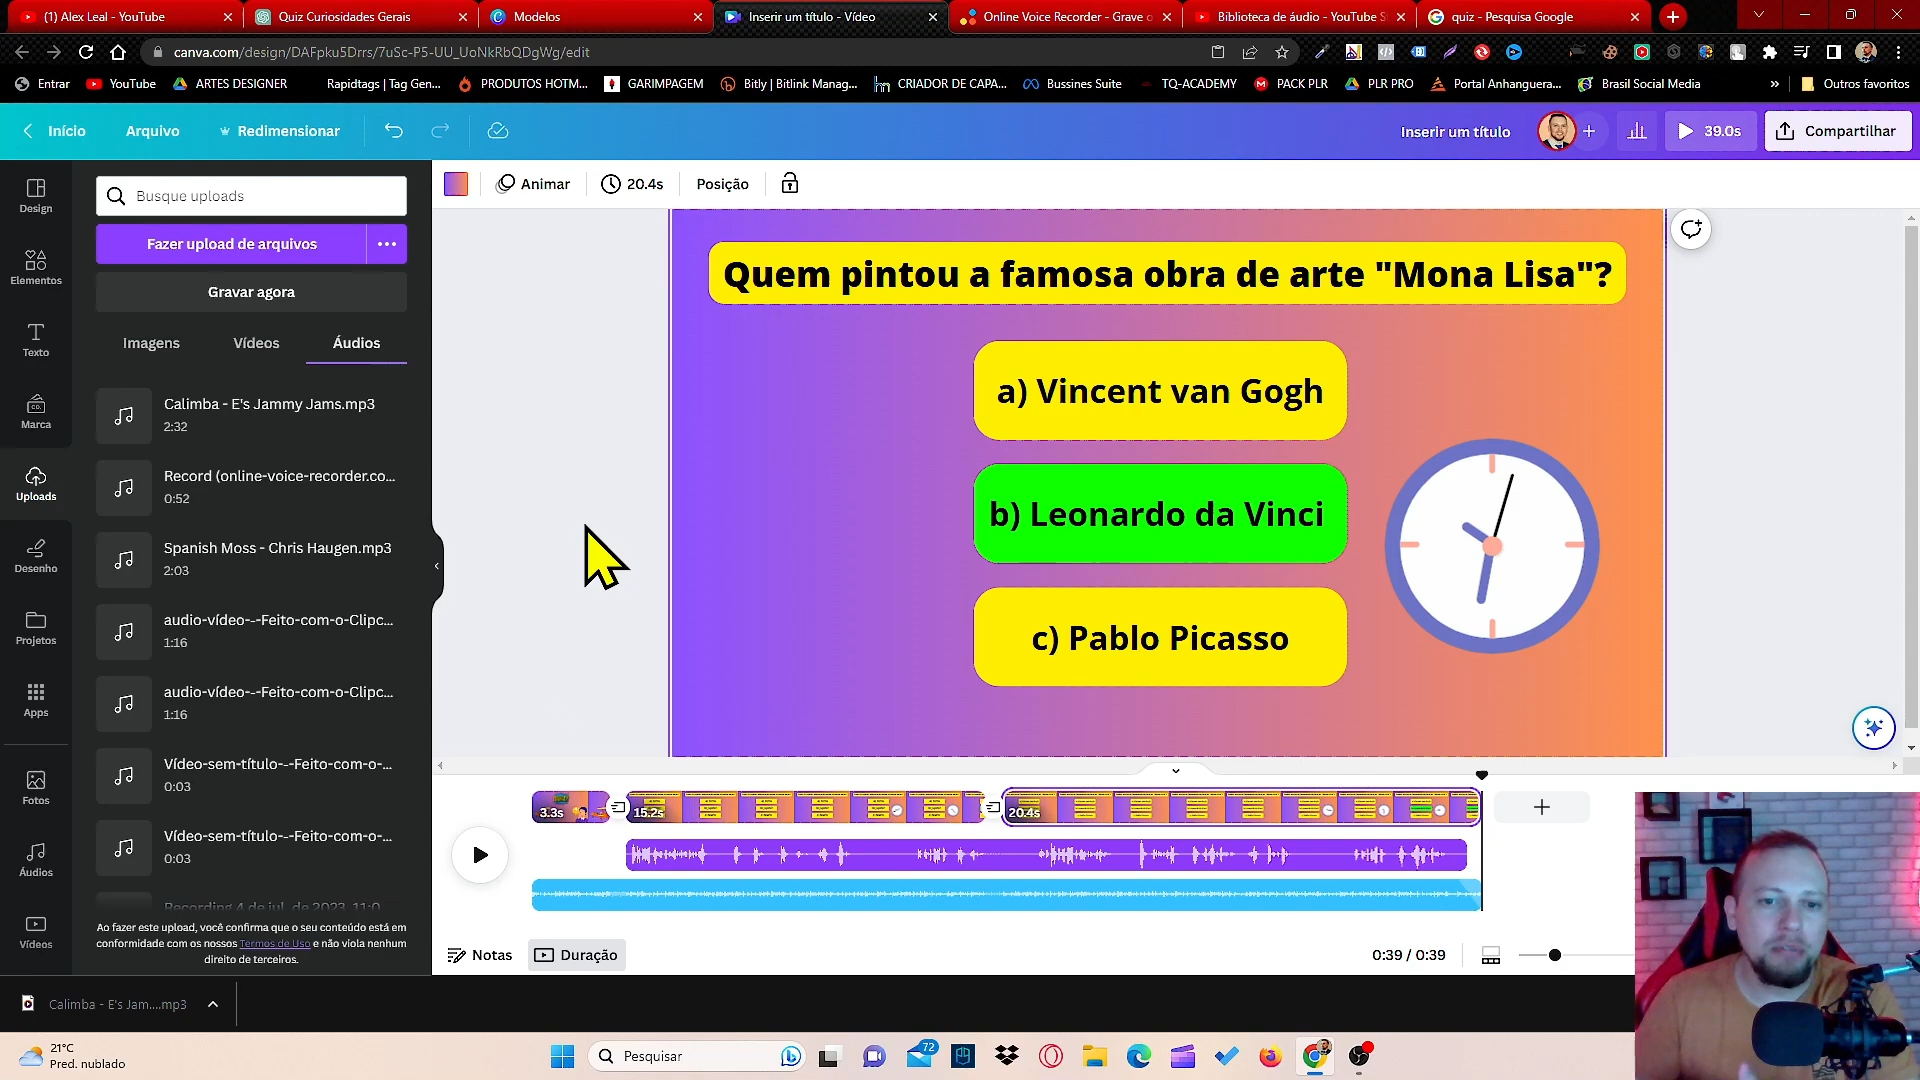 (1) Alex Leal - YouTube
Quiz Curiosidades Gerais
Modelos
Inserir um título - Vídeo
Online Voice Recorder - Grave o
Biblioteca de áudio - YouTube S
quiz - Pesquisa Google
canva.com/design/DAFpku5Drrs/7uSc-P5-UU_UoNkRbQDgWg/edit
Entrar
YouTube
ARTES DESIGNER
Rapidtags | Tag Gen...
PRODUTOS HOTM...
GARIMPAGEM
Bitly | Bitlink Manag...
CRIADOR DE CAPA...
Bussines Suite
TQ-ACADEMY
PACK PLR
PLR PRO
Portal Anhanguera...
Brasil Social Media
»
Outros favoritos
Início
Arquivo
Redimensionar
Inserir um título
39.0s
Compartilhar
Design
Elementos
Texto
Marca
Uploads
Desenho
Projetos
Apps
Fotos
Áudios
Vídeos
Busque uploads
Fazer upload de arquivos
Gravar agora
Imagens
Vídeos
Áudios
Calimba - E's Jammy Jams.mp3
2:32
Record (online-voice-recorder.co...
0:52
Spanish Moss - Chris Haugen.mp3
2:03
audio-vídeo-‐-Feito-com-o-Clipc...
1:16
audio-vídeo-‐-Feito-com-o-Clipc...
1:16
Vídeo-sem-título-‐-Feito-com-o-...
0:03
Vídeo-sem-título-‐-Feito-com-o-...
0:03
Recording 4 de jul. de 2023, 11:0
Ao fazer este upload, você confirma que o seu conteúdo está em
conformidade com os nossos Termos de Uso e não viola nenhum
direito de terceiros.
Animar
20.4s
Posição
Quem pintou a famosa obra de arte "Mona Lisa"?
a) Vincent van Gogh
b) Leonardo da Vinci
c) Pablo Picasso
3.3s
15.2s
20.4s
Notas
Duração
0:39 / 0:39
Calimba - E's Jam....mp3
21°C
Pred. nublado
Pesquisar
72